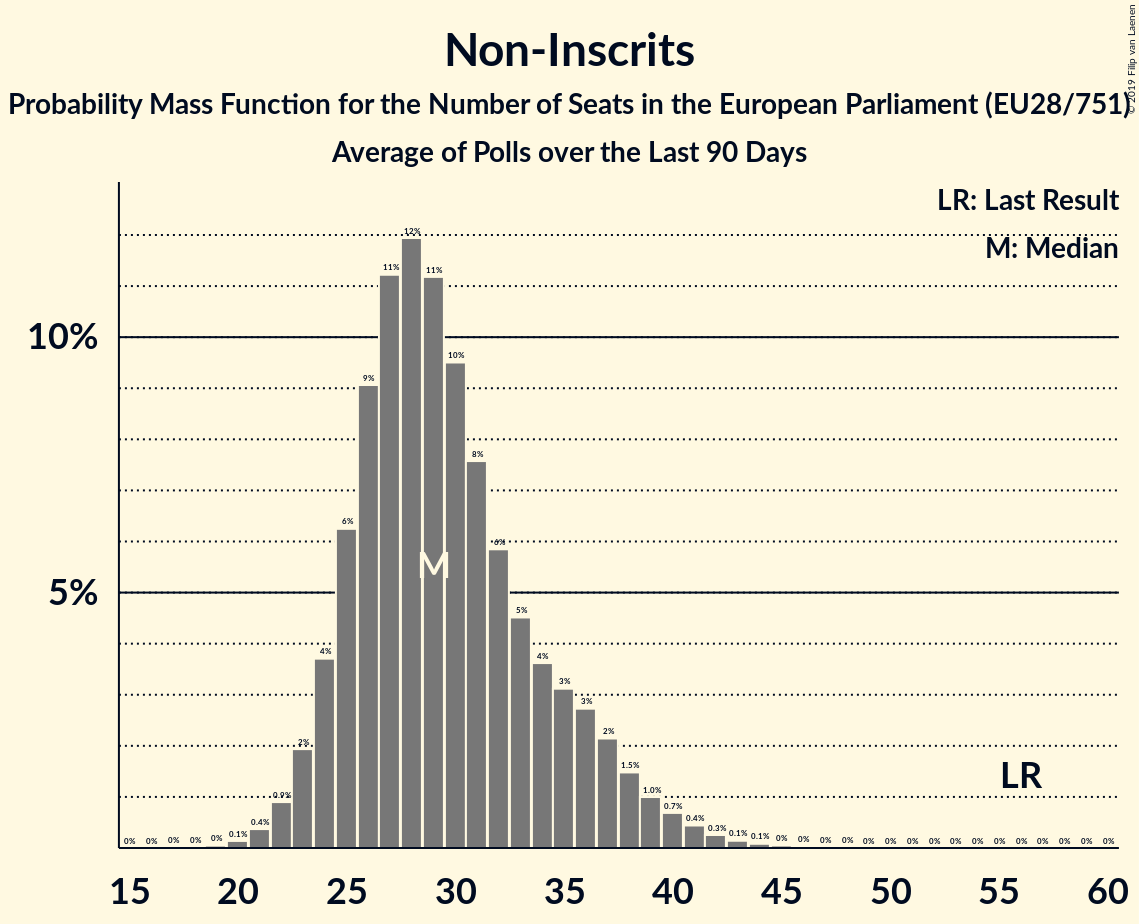 Non-Inscrits
Probability Mass Function for the Number of Seats in the European Parliament (EU28/751)
Average of Polls over the Last 90 Days
© 2019 Filip van Laenen
LR: Last Result
M: Median
10%
5%
0% 0% 0% 0% 0% 0.1% 0.4% 0.9% 2% 4% 6% 9% 11% 12% 11% 10% 8% 6% 5% 4% 3% 3% 2% 1.5% 1.0% 0.7% 0.4% 0.3% 0.1% 0.1% 0% 0% 0% 0% 0% 0% 0% 0% 0% 0% 0% 0% 0% 0% 0% 0%
M
LR
15 20 25 30 35 40 45 50 55 60